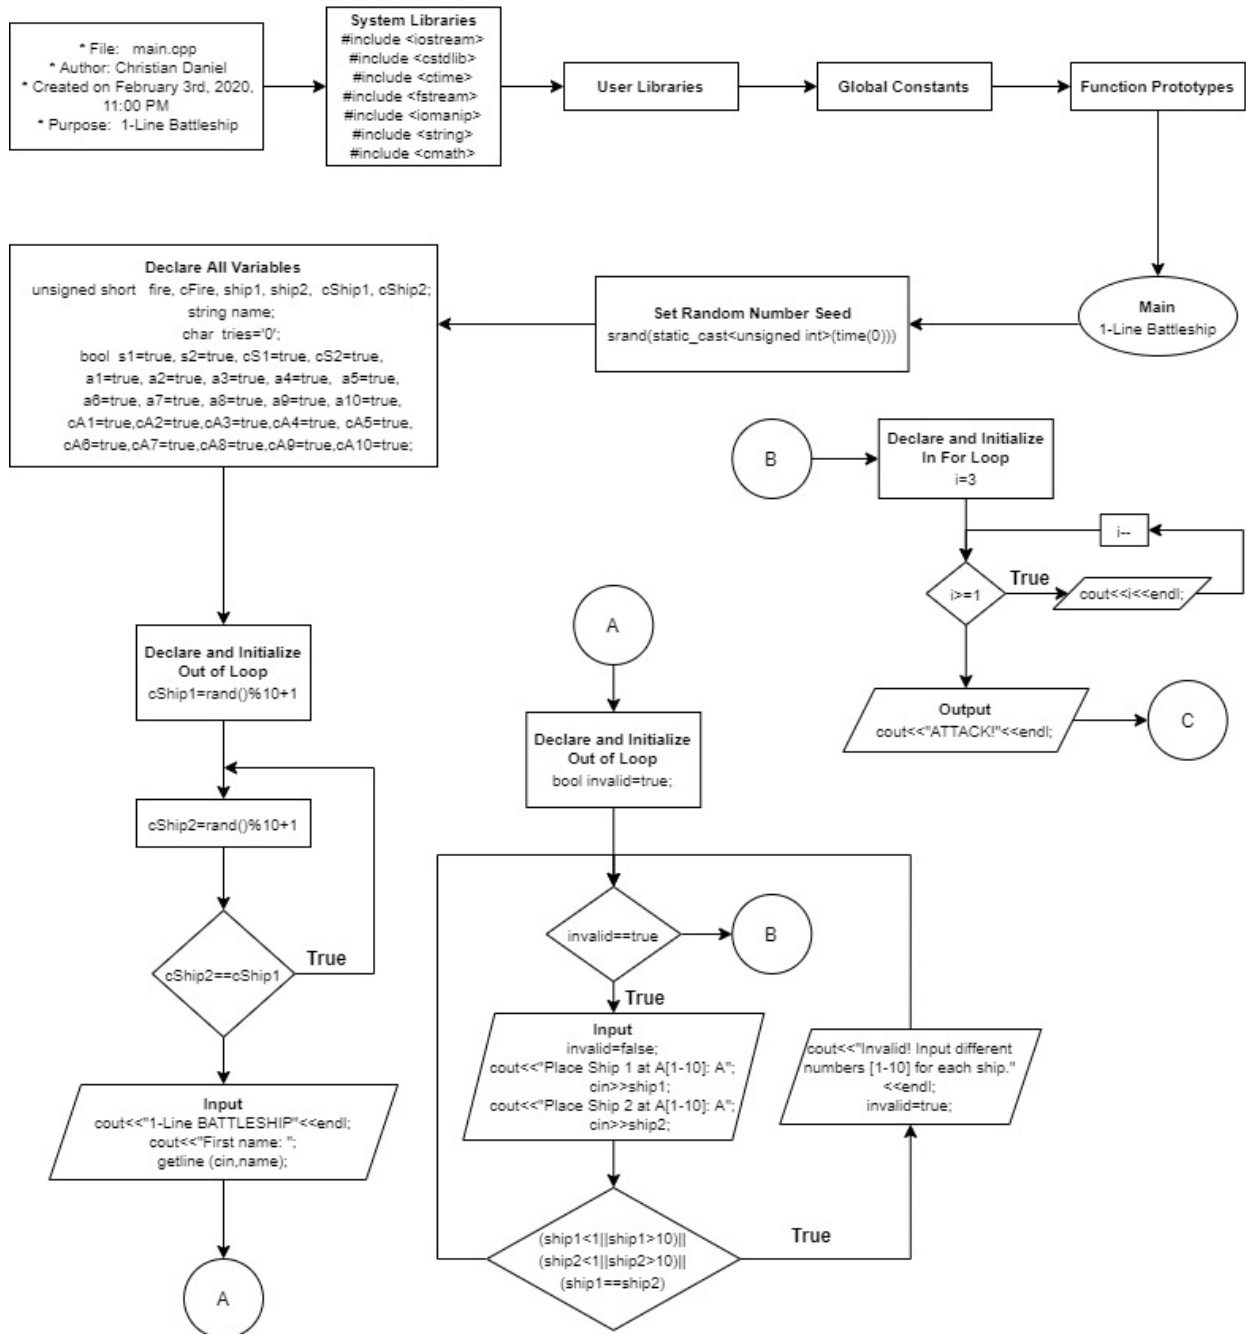 * File: main.cpp
* Author: Christian Daniel
* Created on February 3rd, 2020,
11:00 PM
* Purpose: 1-Line Battleship
System Libraries
#include <iostream>
#include <cstdlib>
#include <ctime>
#include <fstream>
#include <iomanip>
#include <string>
#include <cmath>
User Libraries
Global Constants
Function Prototypes
Main
1-Line Battleship
Set Random Number Seed
srand(static_cast<unsigned int>(time(0)))
Declare All Variables
unsigned short fire, cFire, ship1, ship2, cShip1, cShip2;
string name;
char tries='0';
bool s1=true, s2=true, cS1=true, cS2=true,
a1=true, a2=true, a3=true, a4=true, a5=true,
a6=true, a7=true, a8=true, a9=true, a10=true,
cA1=true,cA2=true,cA3=true,cA4=true, cA5=true,
cA6=true,cA7=true,cA8=true,cA9=true,cA10=true;
Declare and Initialize
Out of Loop
cShip1=rand()%10+1
cShip2=rand()%10+1
cShip2==cShip1
True
Input
cout<<"1-Line BATTLESHIP"<<endl;
cout<<"First name: ";
getline (cin,name);
A
A
Declare and Initialize
Out of Loop
bool invalid=true;
invalid==true
B
True
Input
invalid=false;
cout<<"Place Ship 1 at A[1-10]: A";
cin>>ship1;
cout<<"Place Ship 2 at A[1-10]: A";
cin>>ship2;
(ship1<1||ship1>10)||
(ship2<1||ship2>10)||
(ship1==ship2)
True
cout<<"Invalid! Input different
numbers [1-10] for each ship."
<<endl;
invalid=true;
B
Declare and Initialize
In For Loop
i=3
i--
i>=1
True
cout<<i<<endl;
Output
cout<<"ATTACK!"<<endl;
C